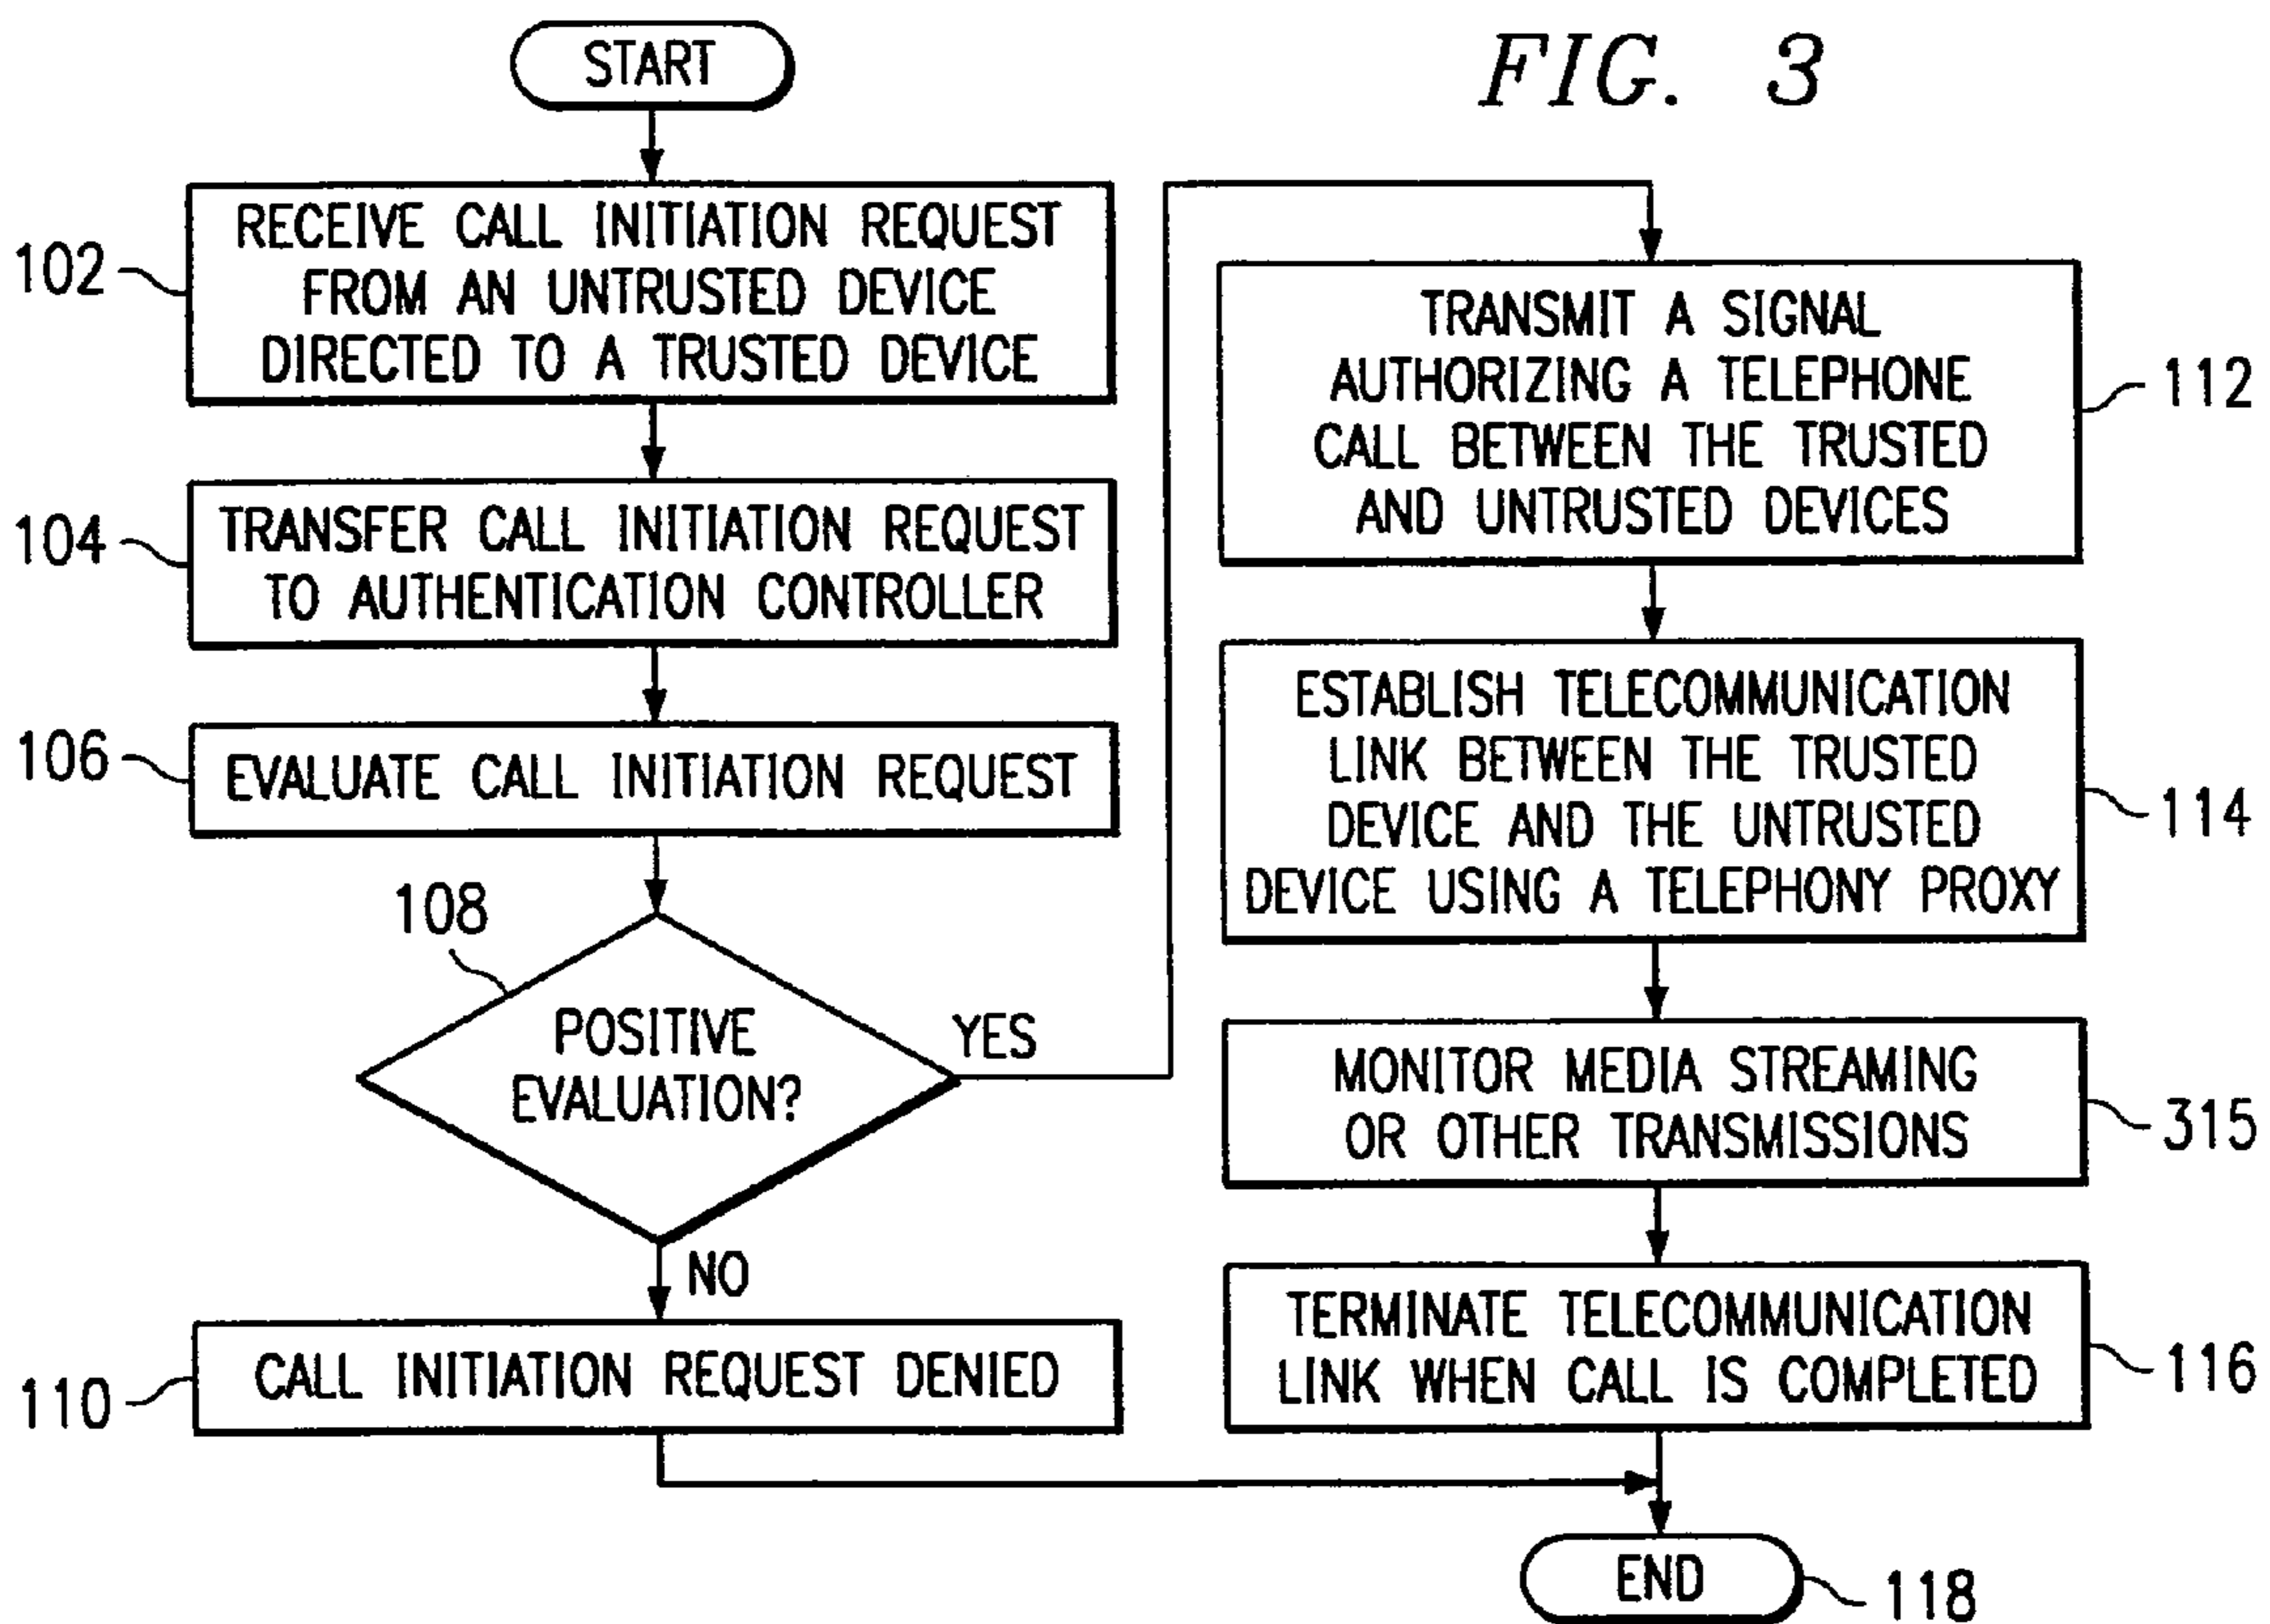 FIG. 3
START
102
RECEIVE CALL INITIATION REQUEST
FROM AN UNTRUSTED DEVICE
DIRECTED TO A TRUSTED DEVICE
104
TRANSFER CALL INITIATION REQUEST
TO AUTHENTICATION CONTROLLER
106
EVALUATE CALL INITIATION REQUEST
108
POSITIVE
EVALUATION?
YES
NO
110
CALL INITIATION REQUEST DENIED
TRANSMIT A SIGNAL
AUTHORIZING A TELEPHONE
CALL BETWEEN THE TRUSTED
AND UNTRUSTED DEVICES
112
ESTABLISH TELECOMMUNICATION
LINK BETWEEN THE TRUSTED
DEVICE AND THE UNTRUSTED
DEVICE USING A TELEPHONY PROXY
114
MONITOR MEDIA STREAMING
OR OTHER TRANSMISSIONS
315
TERMINATE TELECOMMUNICATION
LINK WHEN CALL IS COMPLETED
116
END
118